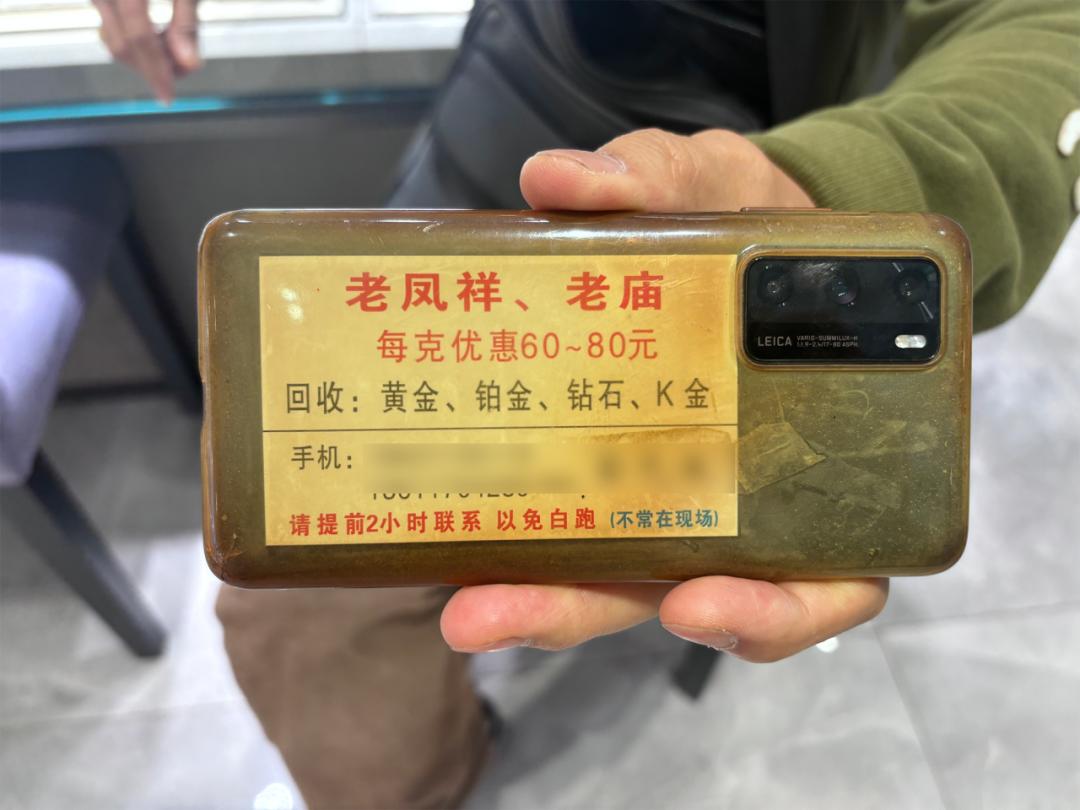 老凤祥、老庙
每克优惠60~80元
回收：黄金、铂金、钻石、K金
手机：
请提前2小时联系 以免白跑（不常在现场）
LEICA
VARIO-SUMMILUX-H